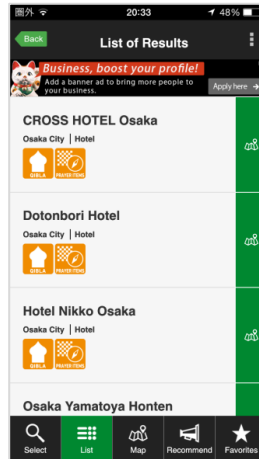 圏外 20:33 48%
Back List of Results
Business, boost your profile!
Add a banner ad to bring more people to
your business.
Apply here →
CROSS HOTEL Osaka
Osaka City | Hotel
QIBLA PRAYER ITEMS
Dotonbori Hotel
Osaka City | Hotel
QIBLA PRAYER ITEMS
Hotel Nikko Osaka
Osaka City | Hotel
QIBLA PRAYER ITEMS
Osaka Yamatoya Honten
Select List Map Recommend Favorites